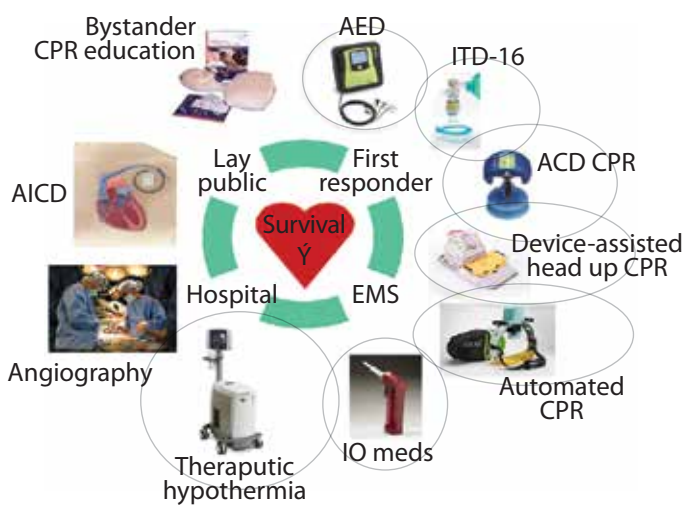 Bystander
CPR education
AED
ITD-16
ACD CPR
Device-assisted
head up CPR
Automated
CPR
IO meds
Theraputic
hypothermia
Angiography
AICD
Lay
public
First
responder
Survival
Ý
Hospital
EMS